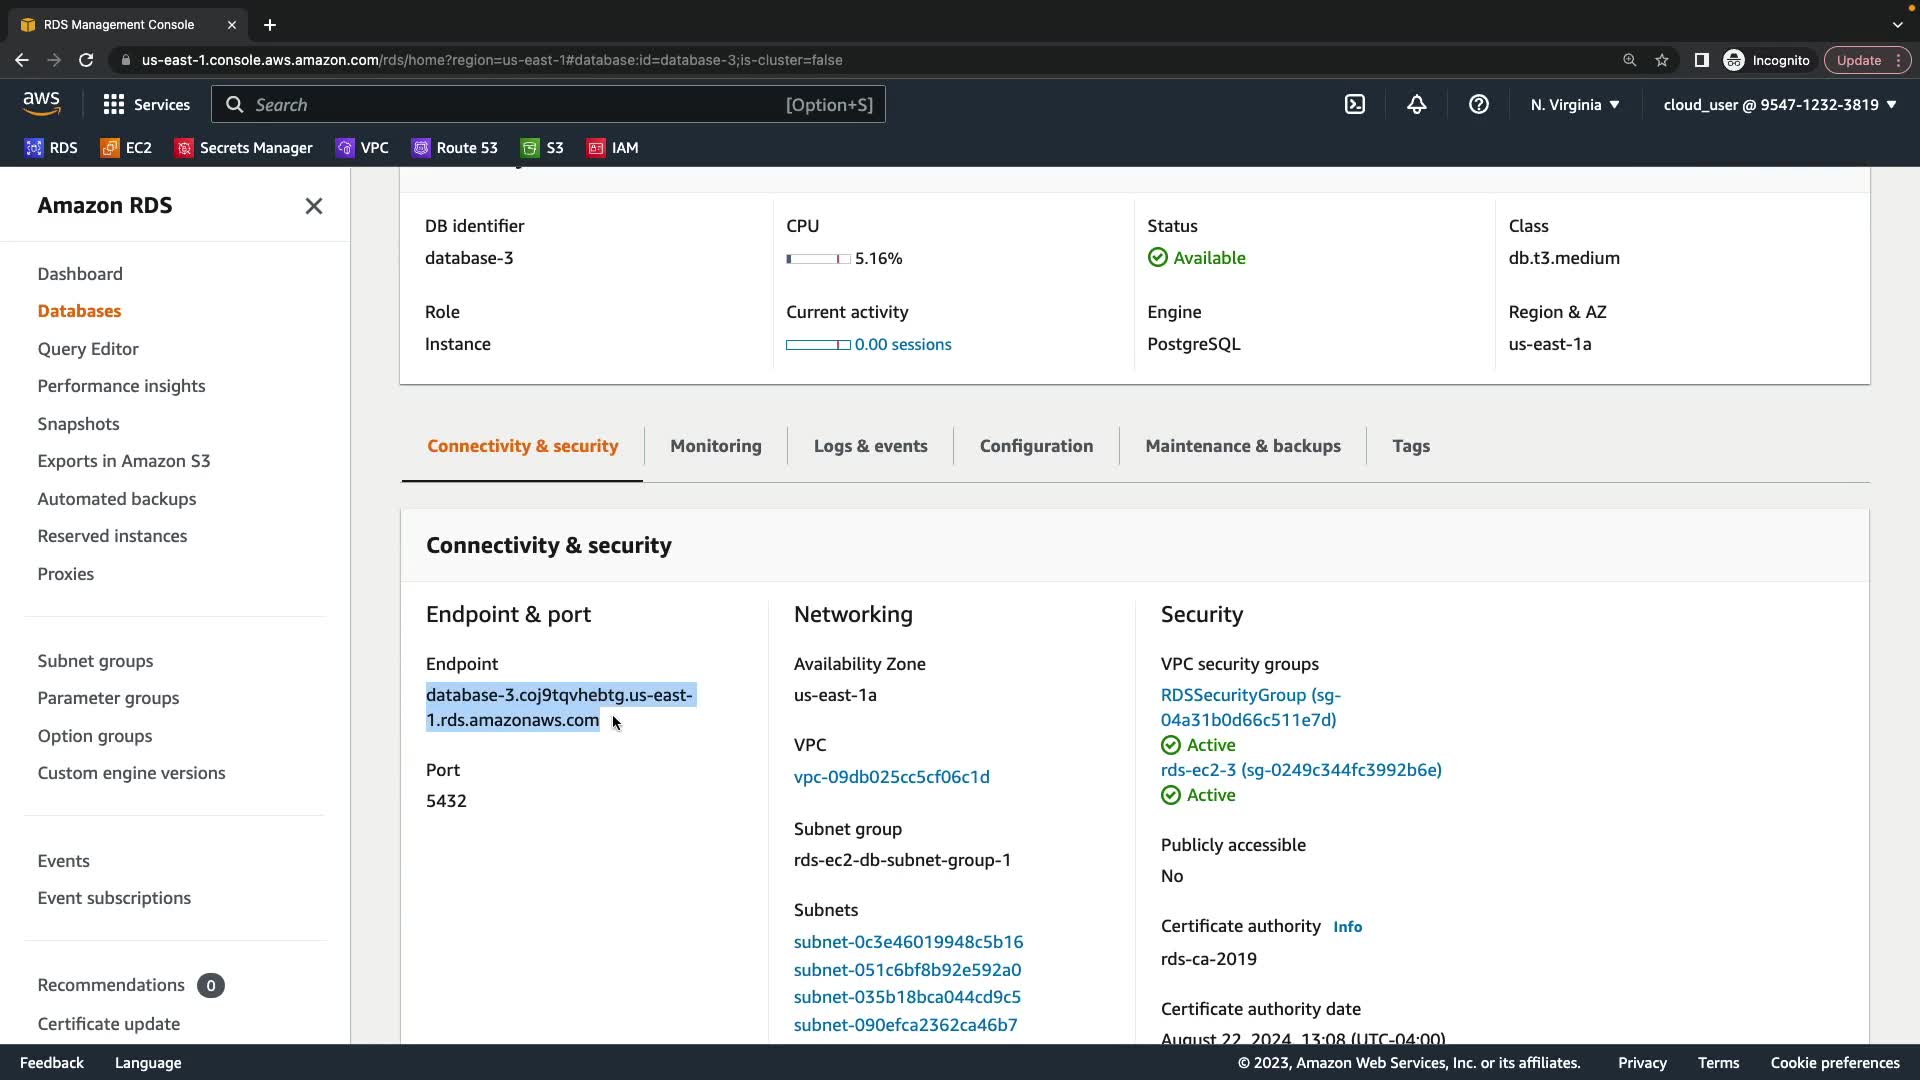 RDS Management Console
us-east-1.console.aws.amazon.com/rds/home?region=us-east-1#database:id=database-3;is-cluster=false
Incognito
Update
aws
Services
Search
[Option+S]
N. Virginia
cloud_user @ 9547-1232-3819
RDS
EC2
Secrets Manager
VPC
Route 53
S3
IAM
Amazon RDS
Dashboard
Databases
Query Editor
Performance insights
Snapshots
Exports in Amazon S3
Automated backups
Reserved instances
Proxies
Subnet groups
Parameter groups
Option groups
Custom engine versions
Events
Event subscriptions
Recommendations 0
Certificate update
DB identifier
database-3
CPU
5.16%
Status
Available
Class
db.t3.medium
Role
Instance
Current activity
0.00 sessions
Engine
PostgreSQL
Region & AZ
us-east-1a
Connectivity & security
Monitoring
Logs & events
Configuration
Maintenance & backups
Tags
Connectivity & security
Endpoint & port
Endpoint
database-3.coj9tqvhebtg.us-east-
1.rds.amazonaws.com
Port
5432
Networking
Availability Zone
us-east-1a
VPC
vpc-09db025cc5cf06c1d
Subnet group
rds-ec2-db-subnet-group-1
Subnets
subnet-0c3e46019948c5b16
subnet-051c6bf8b92e592a0
subnet-035b18bca044cd9c5
subnet-090efca2362ca46b7
Security
VPC security groups
RDSSecurityGroup (sg-
04a31b0d66c511e7d)
Active
rds-ec2-3 (sg-0249c344fc3992b6e)
Active
Publicly accessible
No
Certificate authority Info
rds-ca-2019
Certificate authority date
August 22, 2024, 13:08 (UTC-04:00)
Feedback
Language
© 2023, Amazon Web Services, Inc. or its affiliates.
Privacy
Terms
Cookie preferences